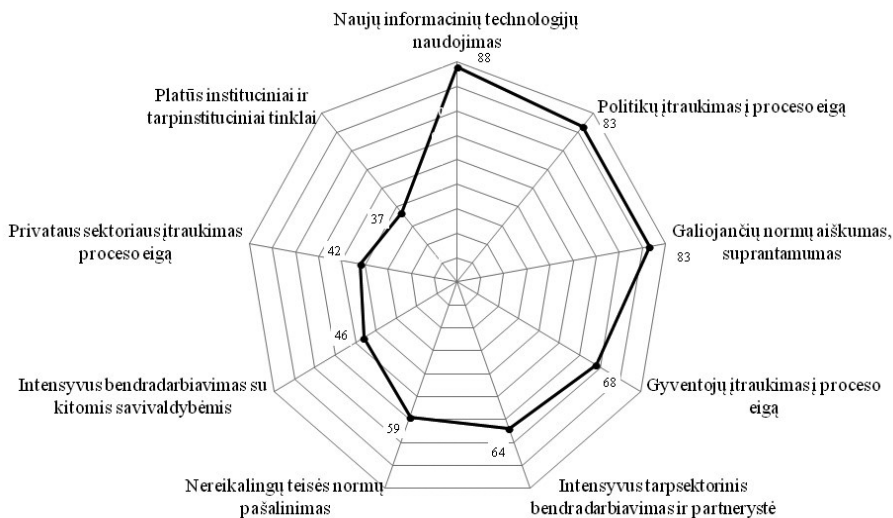 Naujų informacinių technologijų
naudojimas
88
Politikų įtraukimas į proceso eigą
83
Galiojančių normų aiškumas,
suprantamumas
83
Gyventojų įtraukimas į proceso
eigą
68
Intensyvus tarpsektorinis
bendradarbiavimas ir partnerystė
64
Nereikalingų teisės normų
pašalinimas
59
Intensyvus bendradarbiavimas su
kitomis savivaldybėmis
46
Privataus sektoriaus įtraukimas
proceso eigą
42
Platūs instituciniai ir
tarpinstituciniai tinklai
37